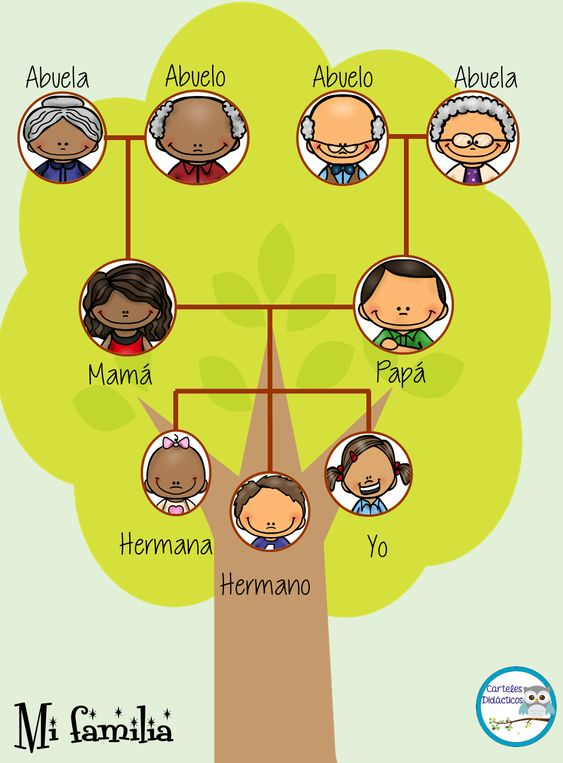 Abuela
Abuelo
Abuelo
Abuela
Mamá
Papá
Hermana
Hermano
Yo
Mi familia
Carteles
Didácticos